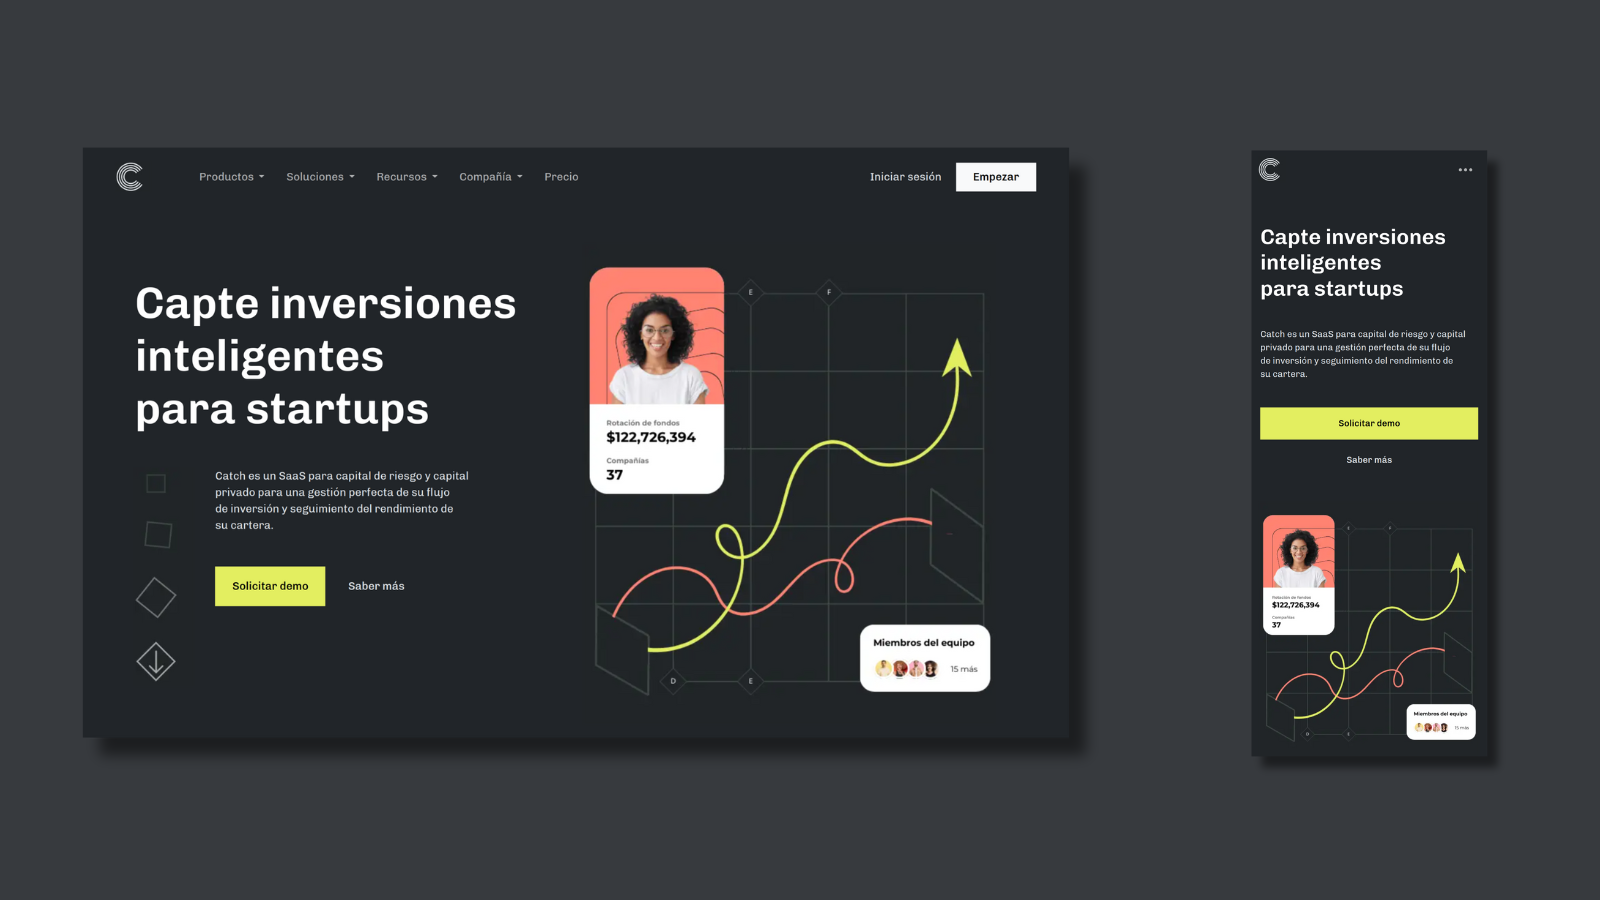 Productos
Soluciones
Recursos
Compañía
Precio
Iniciar sesión
Empezar
Capte inversiones
inteligentes
para startups
Catch es un SaaS para capital de riesgo y capital
privado para una gestión perfecta de su flujo
de inversión y seguimiento del rendimiento de
su cartera.
Solicitar demo
Saber más
E
F
Rotación de fondos
$122,726,394
Compañías
37
D
E
Miembros del equipo
15 más
Capte inversiones
inteligentes
para startups
Catch es un SaaS para capital de riesgo y capital
privado para una gestión perfecta de su flujo
de inversión y seguimiento del rendimiento de
su cartera.
Solicitar demo
Saber más
Rotación de fondos
$122,726,394
Compañías
37
Miembros del equipo
15 más